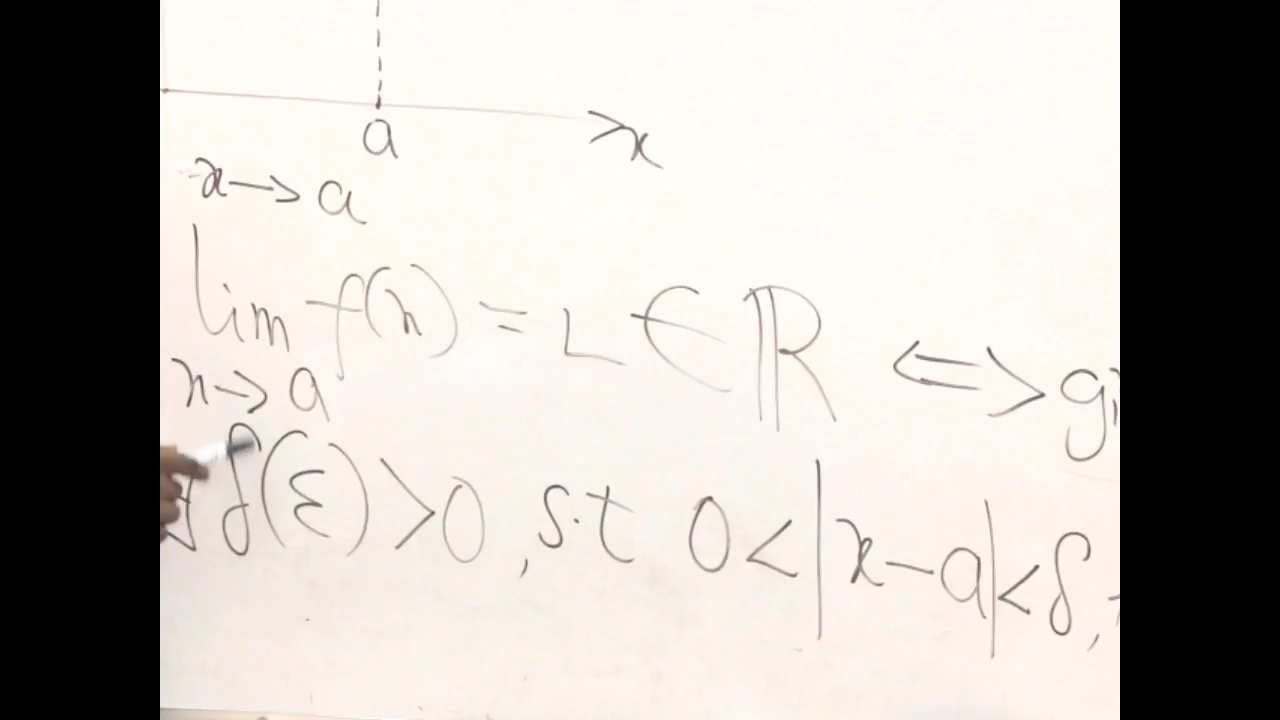 a
x
x → a
lim f(x) = L ∈ ℝ ⟺
x → a
∃ δ(ε) > 0, s.t 0 < |x - a| < δ,